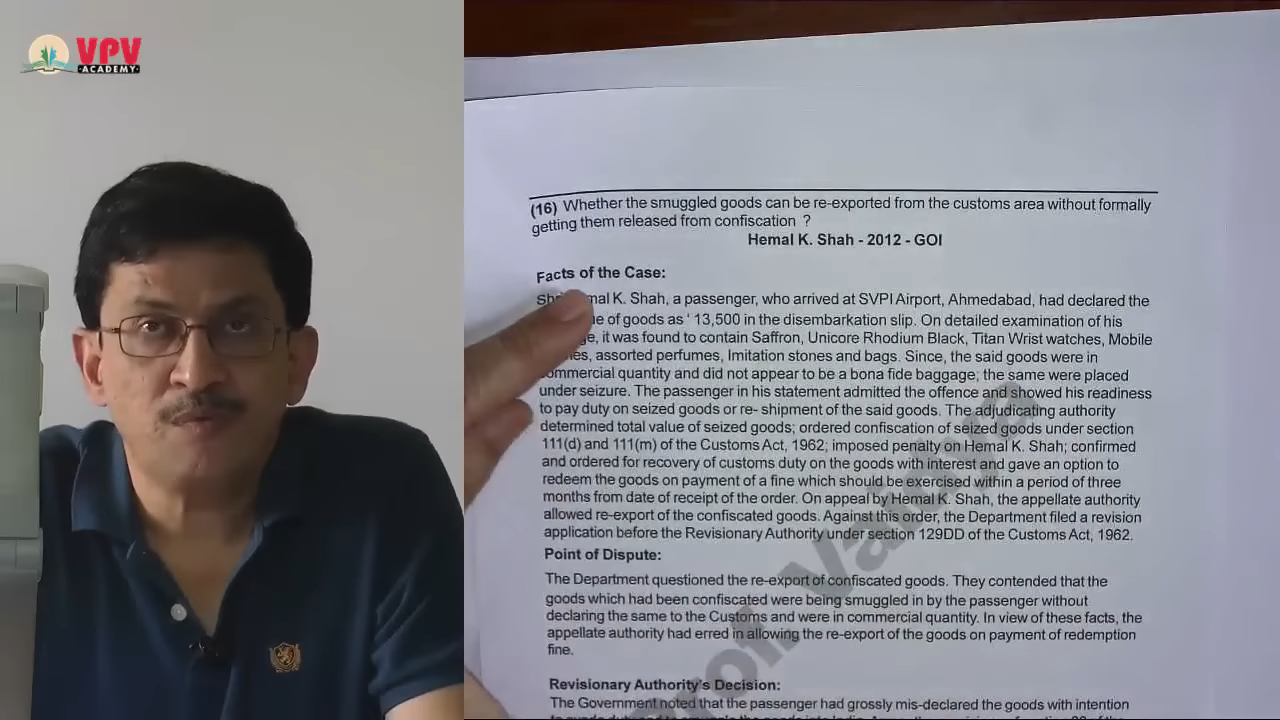 VPV
ACADEMY
(16) Whether the smuggled goods can be re-exported from the customs area without formally
getting them released from confiscation ?
Hemal K. Shah - 2012 - GOI
Facts of the Case:
mal K. Shah, a passenger, who arrived at SVPI Airport, Ahmedabad, had declared the
of goods as ‘ 13,500 in the disembarkation slip. On detailed examination of his
it was found to contain Saffron, Unicore Rhodium Black, Titan Wrist watches, Mobile
assorted perfumes, Imitation stones and bags. Since, the said goods were in
ommercial quantity and did not appear to be a bona fide baggage; the same were placed
under seizure. The passenger in his statement admitted the offence and showed his readiness
to pay duty on seized goods or re- shipment of the said goods. The adjudicating authority
determined total value of seized goods; ordered confiscation of seized goods under section
111(d) and 111(m) of the Customs Act, 1962; imposed penalty on Hemal K. Shah; confirmed
and ordered for recovery of customs duty on the goods with interest and gave an option to
redeem the goods on payment of a fine which should be exercised within a period of three
months from date of receipt of the order. On appeal by Hemal K. Shah, the appellate authority
allowed re-export of the confiscated goods. Against this order, the Department filed a revision
application before the Revisionary Authority under section 129DD of the Customs Act, 1962.
Point of Dispute:
The Department questioned the re-export of confiscated goods. They contended that the
goods which had been confiscated were being smuggled in by the passenger without
declaring the same to the Customs and were in commercial quantity. In view of these facts, the
appellate authority had erred in allowing the re-export of the goods on payment of redemption
fine.
Revisionary Authority's Decision:
The Government noted that the passenger had grossly mis-declared the goods with intention